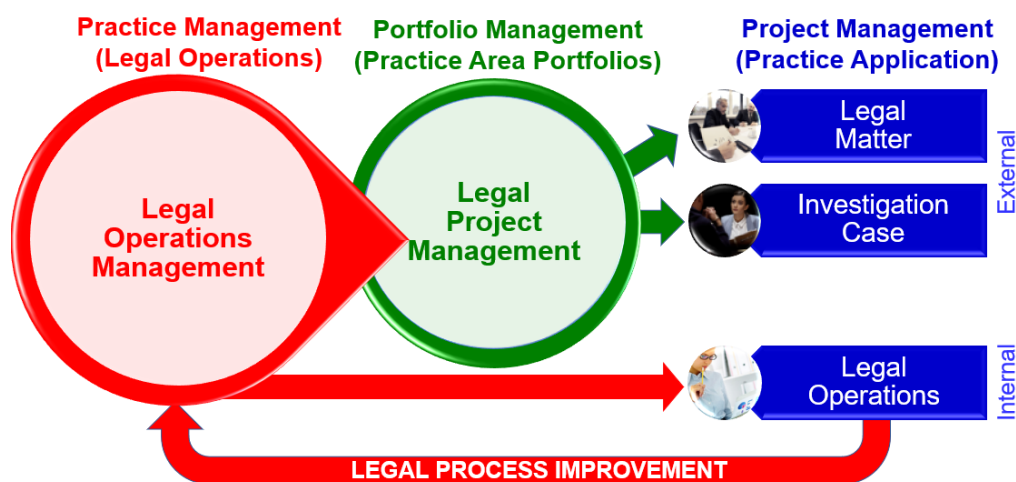 Practice Management
(Legal Operations)
Portfolio Management
(Practice Area Portfolios)
Project Management
(Practice Application)
Legal
Operations
Management
Legal
Project
Management
Legal
Matter
Investigation
Case
External
Legal
Operations
Internal
LEGAL PROCESS IMPROVEMENT